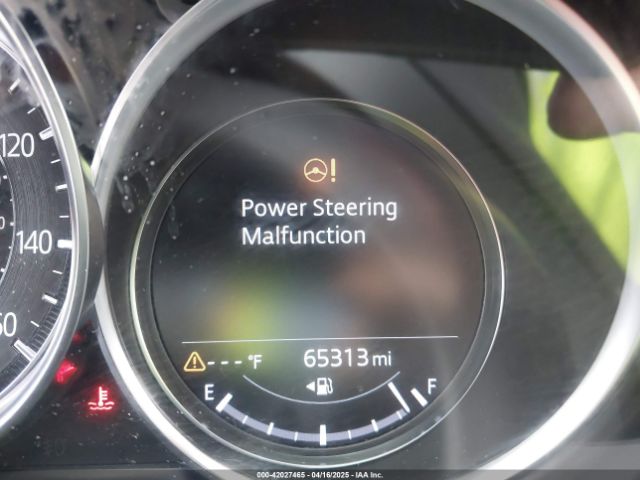 120
140
Power Steering
Malfunction
--- °F 65313 mi
E F
000-42027465 - 04/16/2025 - IAA Inc.